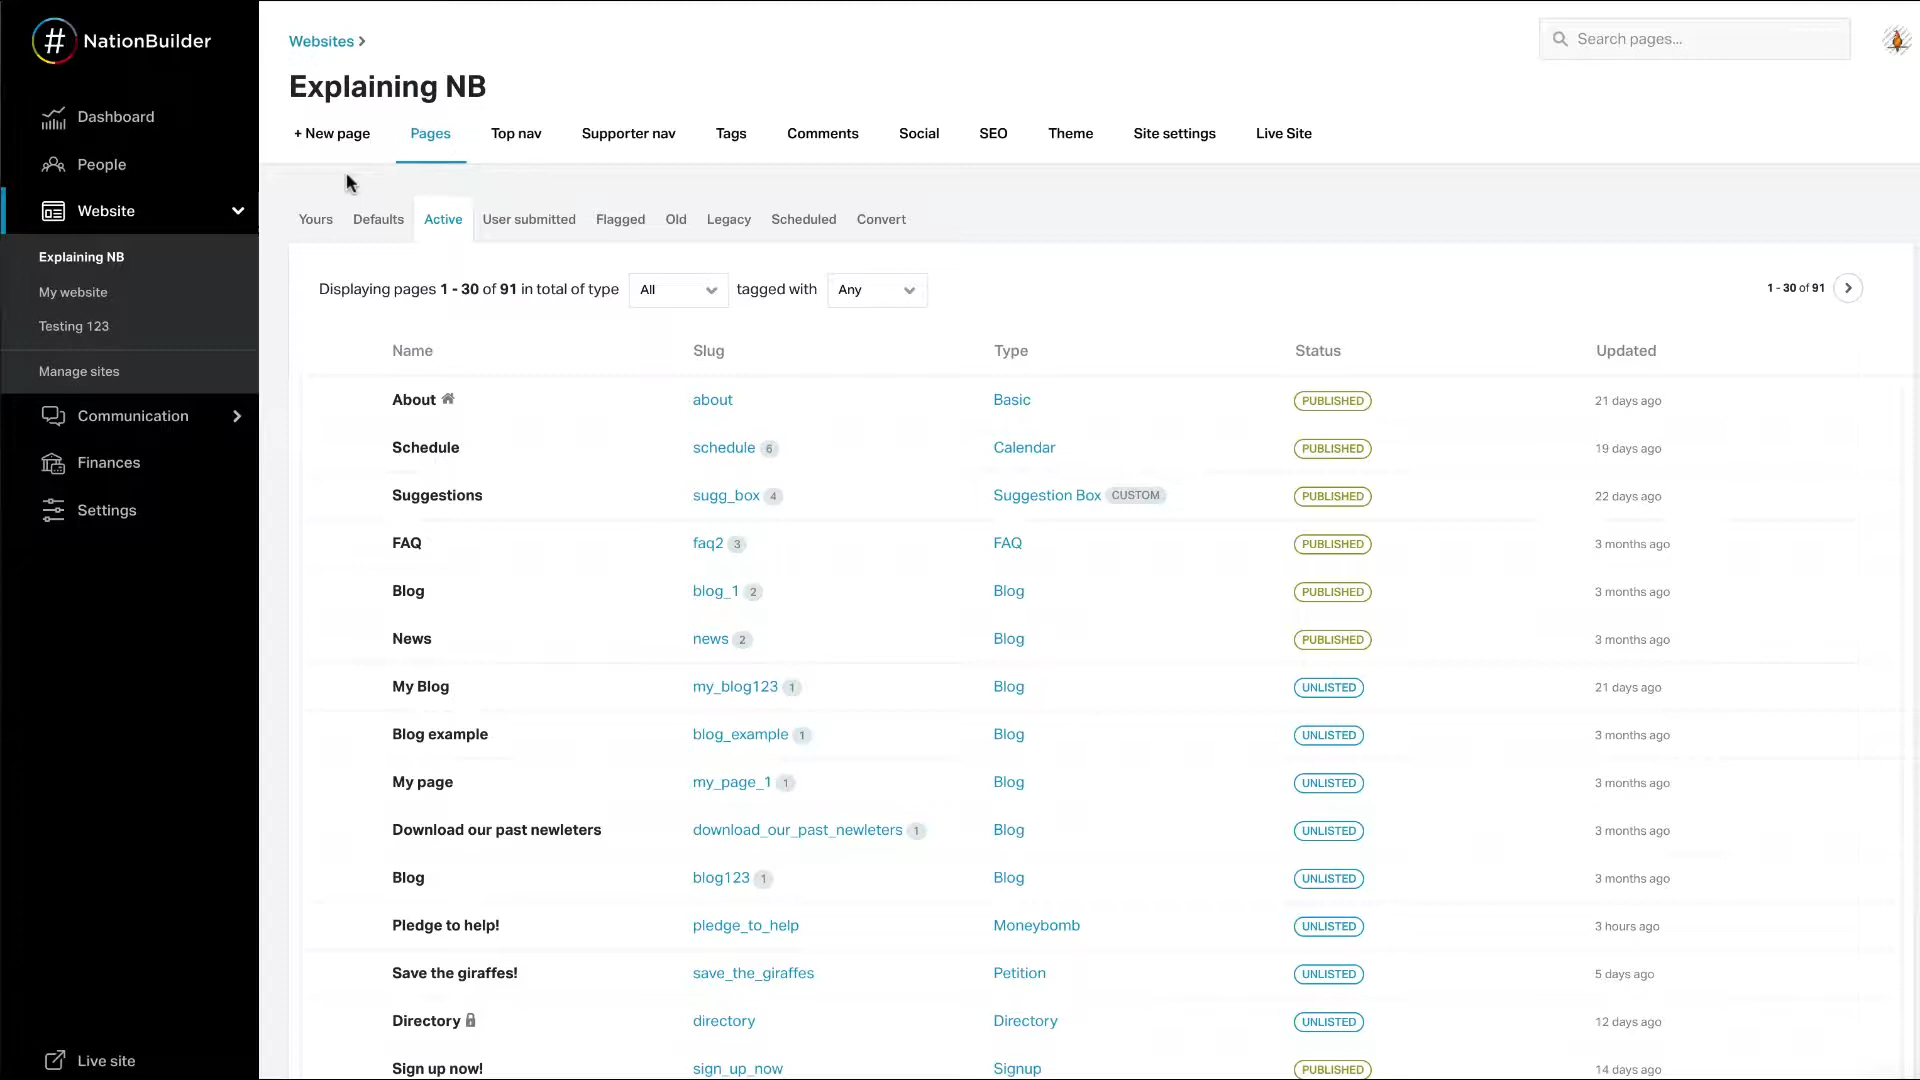 # NationBuilder
Dashboard
People
Website
Explaining NB
My website
Testing 123
Manage sites
Communication
Finances
Settings
Live site
Websites >
Search pages...
Explaining NB
+ New page Pages Top nav Supporter nav Tags Comments Social SEO Theme Site settings Live Site
Yours Defaults Active User submitted Flagged Old Legacy Scheduled Convert
Displaying pages 1 - 30 of 91 in total of type All tagged with Any 1 - 30 of 91
Name Slug Type Status Updated
About about Basic PUBLISHED 21 days ago
Schedule schedule 6 Calendar PUBLISHED 19 days ago
Suggestions sugg_box 4 Suggestion Box CUSTOM PUBLISHED 22 days ago
FAQ faq2 3 FAQ PUBLISHED 3 months ago
Blog blog_1 2 Blog PUBLISHED 3 months ago
News news 2 Blog PUBLISHED 3 months ago
My Blog my_blog123 1 Blog UNLISTED 21 days ago
Blog example blog_example 1 Blog UNLISTED 3 months ago
My page my_page_1 1 Blog UNLISTED 3 months ago
Download our past newleters download_our_past_newleters 1 Blog UNLISTED 3 months ago
Blog blog123 1 Blog UNLISTED 3 months ago
Pledge to help! pledge_to_help Moneybomb UNLISTED 3 hours ago
Save the giraffes! save_the_giraffes Petition UNLISTED 5 days ago
Directory directory Directory UNLISTED 12 days ago
Sign up now! sign_up_now Signup PUBLISHED 14 days ago